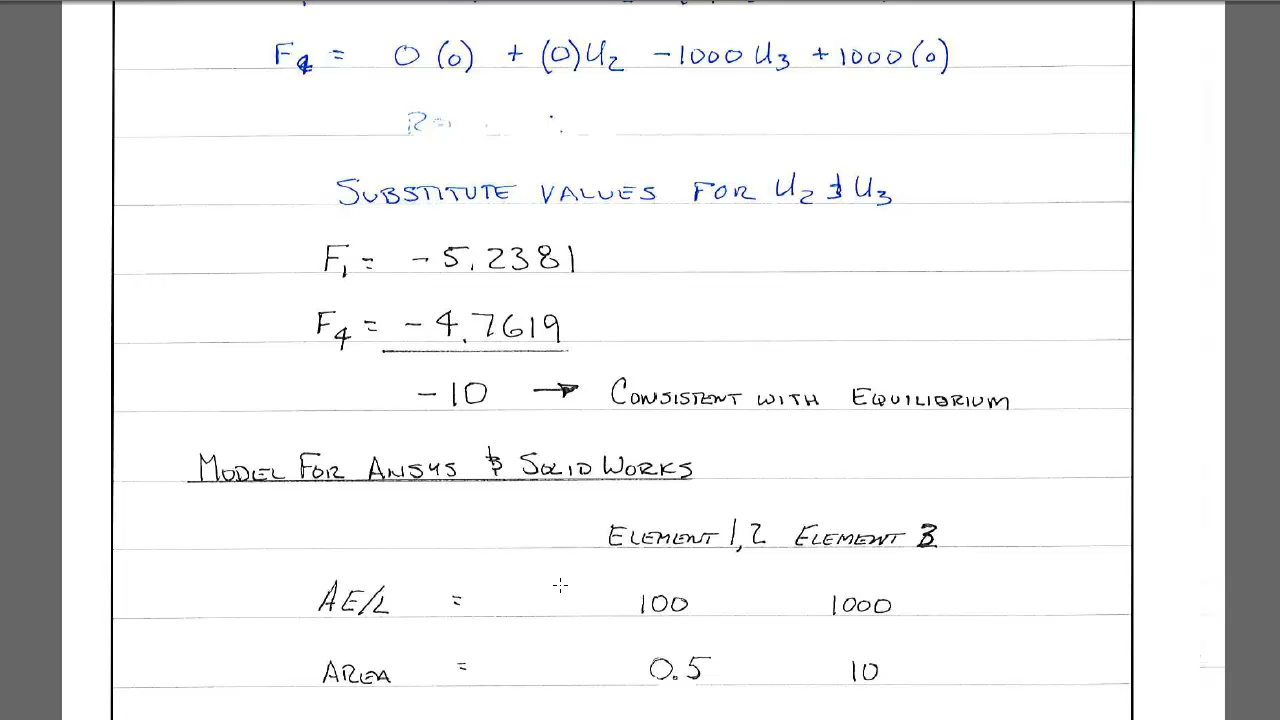 F4 = 0 (0) + (0)U2 - 1000 U3 + 1000 (0)
SUBSTITUTE VALUES FOR U2 & U3
F1 = - 5.2381
F4 = - 4.7619
- 10 → CONSISTENT WITH EQUILIBRIUM
MODEL FOR ANSYS & SOLIDWORKS
ELEMENT 1,2 ELEMENT 3
AE/L = 100 1000
AREA = 0.5 10